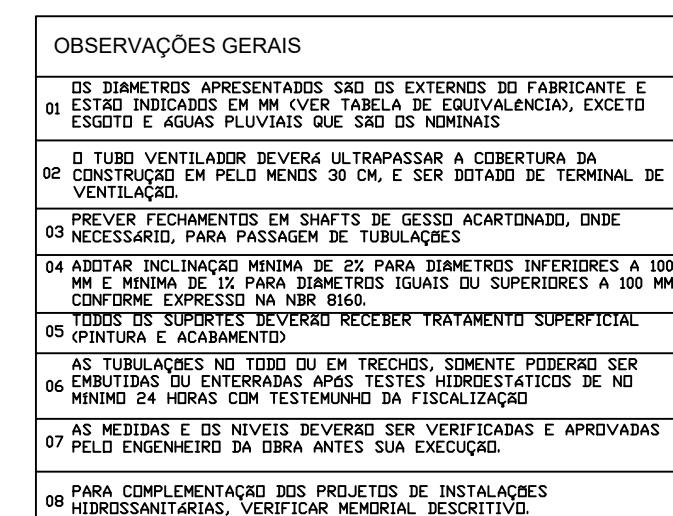 OBSERVAÇÕES GERAIS
OS DIÂMETROS APRESENTADOS SÃO OS EXTERNOS DO FABRICANTE E
01 ESTÃO INDICADOS EM MM (VER TABELA DE EQUIVALÊNCIA), EXCETO
ESGOTO E ÁGUAS PLUVIAIS QUE SÃO OS NOMINAIS
O TUBO VENTILADOR DEVERÁ ULTRAPASSAR A COBERTURA DA
02 CONSTRUÇÃO EM PELO MENOS 30 CM, E SER DOTADO DE TERMINAL DE
VENTILAÇÃO.
PREVER FECHAMENTOS EM SHAFTS DE GESSO ACARTONADO, ONDE
03 NECESSÁRIO, PARA PASSAGEM DE TUBULAÇÕES
04 ADOTAR INCLINAÇÃO MÍNIMA DE 2% PARA DIÂMETROS INFERIORES A 100
MM E MÍNIMA DE 1% PARA DIÂMETROS IGUAIS OU SUPERIORES A 100 MM
CONFORME EXPRESSO NA NBR 8160.
TODOS OS SUPORTES DEVERÃO RECEBER TRATAMENTO SUPERFICIAL
05 (PINTURA E ACABAMENTO)
AS TUBULAÇÕES NO TODO OU EM TRECHOS, SOMENTE PODERÃO SER
06 EMBUTIDAS OU ENTERRADAS APÓS TESTES HIDROESTÁTICOS DE NO
MÍNIMO 24 HORAS COM TESTEMUNHO DA FISCALIZAÇÃO
07 AS MEDIDAS E OS NIVEIS DEVERÃO SER VERIFICADAS E APROVADAS
PELO ENGENHEIRO DA OBRA ANTES SUA EXECUÇÃO.
08 PARA COMPLEMENTAÇÃO DOS PROJETOS DE INSTALAÇÕES
HIDROSSANITÁRIAS, VERIFICAR MEMORIAL DESCRITIVO.